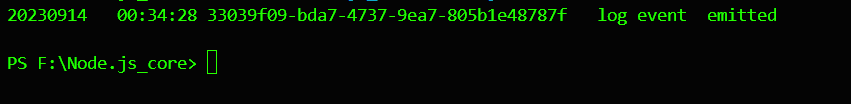 20230914   00:34:28 33039f09-bda7-4737-9ea7-805b1e48787f   log event  emitted
PS F:\Node.js_core>